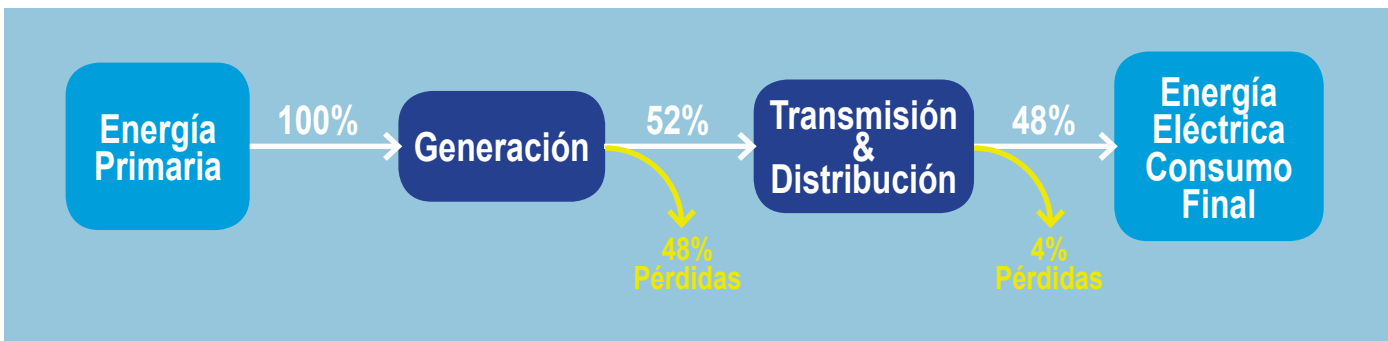 Energía
Primaria
100%
Generación
52%
48%
Pérdidas
Transmisión
&
Distribución
48%
4%
Pérdidas
Energía
Eléctrica
Consumo
Final